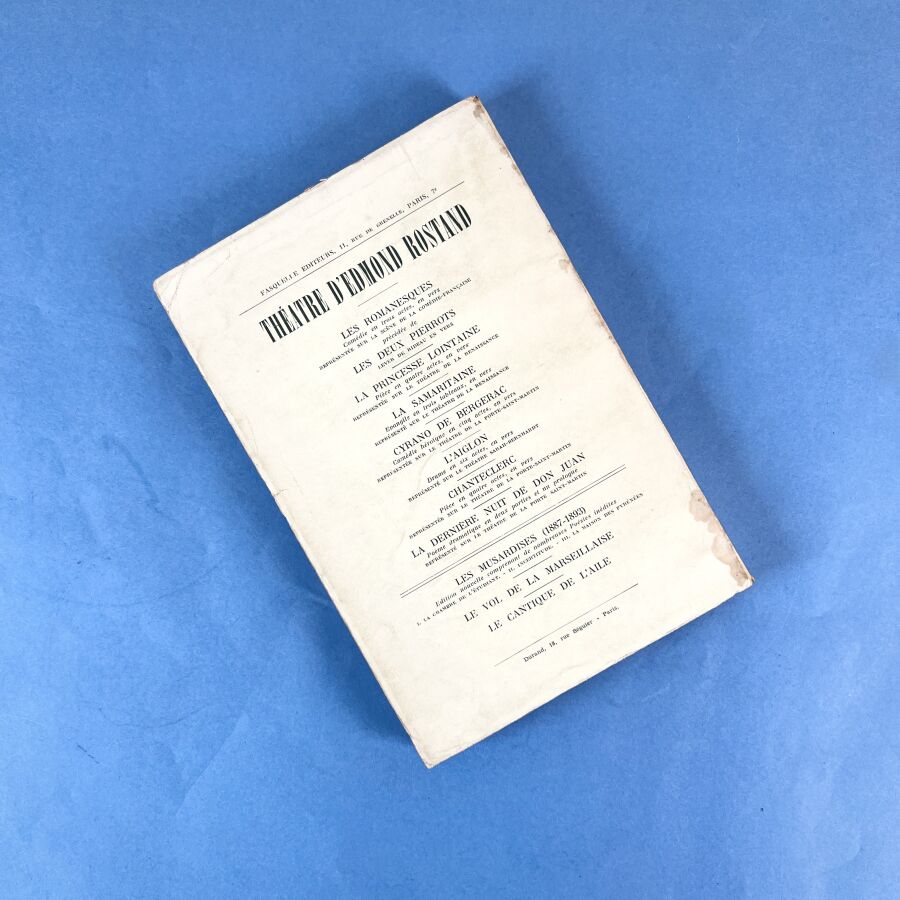 FASQUELLE EDITEURS, 11, RUE DE GRENELLE, PARIS, 7e
THÉATRE D'EDMOND ROSTAND
LES ROMANESQUES
Comédie en trois actes, en vers
REPRÉSENTÉE SUR LA SCÈNE DE LA COMÉDIE-FRANÇAISE
précédée de
LES DEUX PIERROTS
LEVER DE RIDEAU EN VERS
LA PRINCESSE LOINTAINE
Pièce en quatre actes, en vers
REPRÉSENTÉE SUR LE THÉATRE DE LA RENAISSANCE
LA SAMARITAINE
Evangile en trois tableaux, en vers
REPRÉSENTÉ SUR LE THÉATRE DE LA RENAISSANCE
CYRANO DE BERGERAC
Comédie héroïque en cinq actes, en vers
REPRÉSENTÉE SUR LE THÉATRE DE LA PORTE-SAINT-MARTIN
L'AIGLON
Drame en six actes, en vers
REPRÉSENTÉ SUR LE THÉATRE SARAH-BERNHARDT
CHANTECLERC
Pièce en quatre actes, en vers
REPRÉSENTÉE SUR LE THÉATRE DE LA PORTE-SAINT-MARTIN
LA DERNIÈRE NUIT DE DON JUAN
Poème dramatique en deux parties et un prologue
REPRÉSENTÉ SUR LE THÉATRE DE LA PORTE SAINT-MARTIN
LES MUSARDISES (1887-1893)
Edition nouvelle comprenant de nombreuses Poésies inédites
I. LA CHAMBRE DE L'ÉTUDIANT. - II. INCERTITUDE. - III. LA MAISON DES PYRÉNÉES
LE VOL DE LA MARSEILLAISE
LE CANTIQUE DE L'AILE
Durand, 18, rue Séguier - Paris.